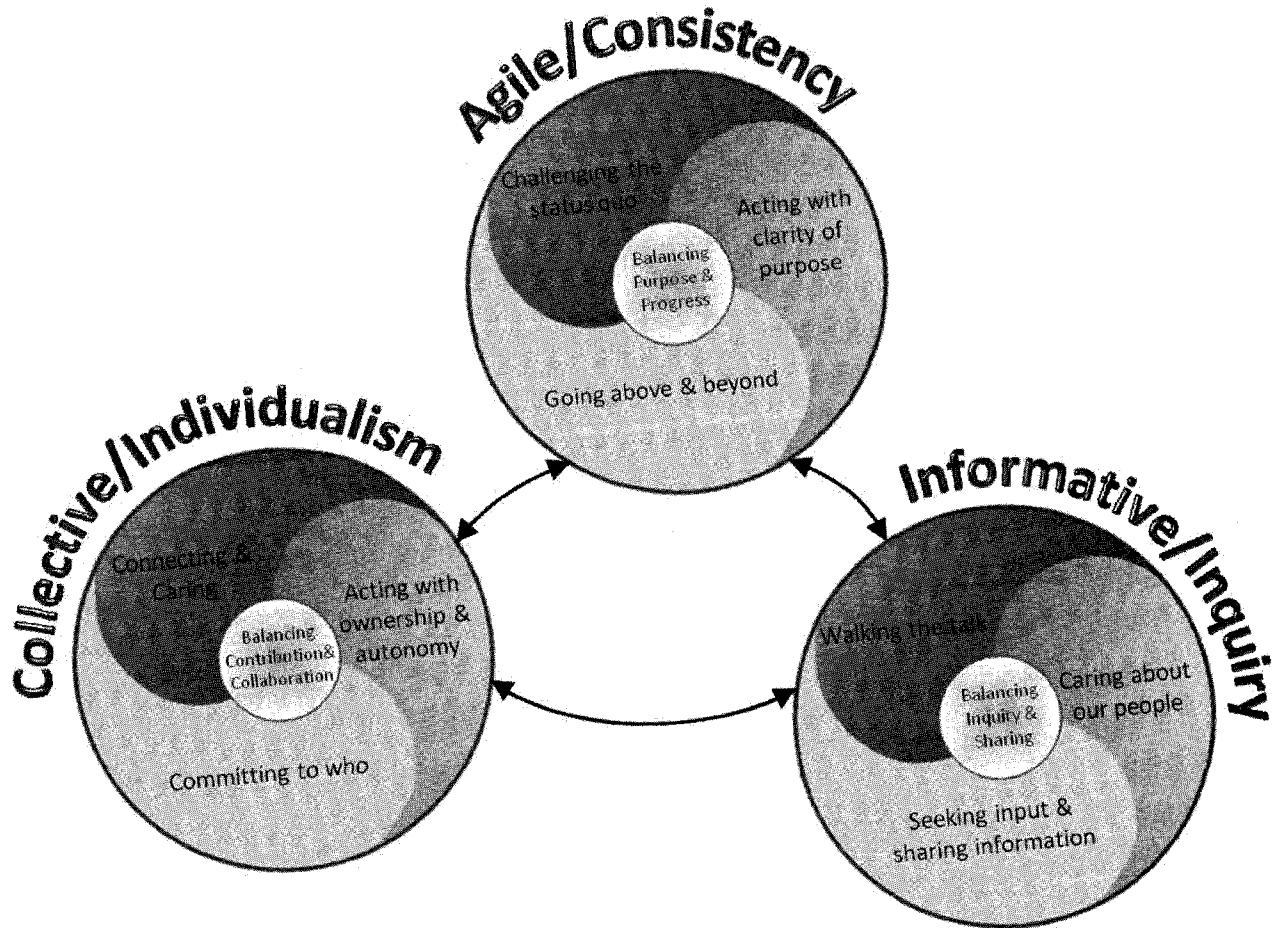 Agile/Consistency
Challenging the
status quo
Acting with
clarity of
purpose
Balancing
Purpose &
Progress
Going above & beyond
Collective/Individualism
Connecting &
Caring
Acting with
ownership &
autonomy
Balancing
Contribution&
Collaboration
Committing to who
Informative/Inquiry
Walking the talk
Caring about
our people
Balancing
Inquiry &
Sharing
Seeking input &
sharing information